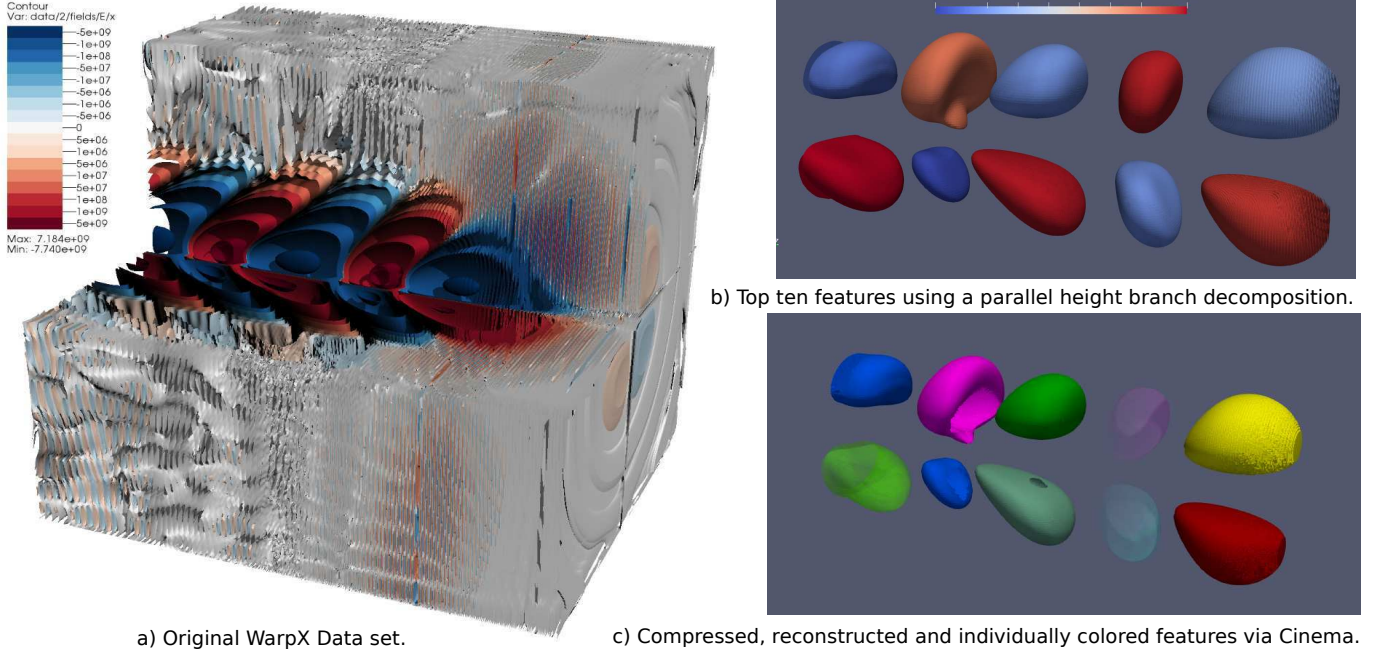 Contour
Var: data/2/fields/E/x
-5e+09
-1e+09
-1e+08
-5e+07
-1e+07
-5e+06
-1e+06
-5e+06
0
5e+06
1e+06
5e+06
1e+07
5e+07
1e+08
1e+09
5e+09
Max: 7.184e+09
Min: -7.740e+09
z
b) Top ten features using a parallel height branch decomposition.
a) Original WarpX Data set.
c) Compressed, reconstructed and individually colored features via Cinema.